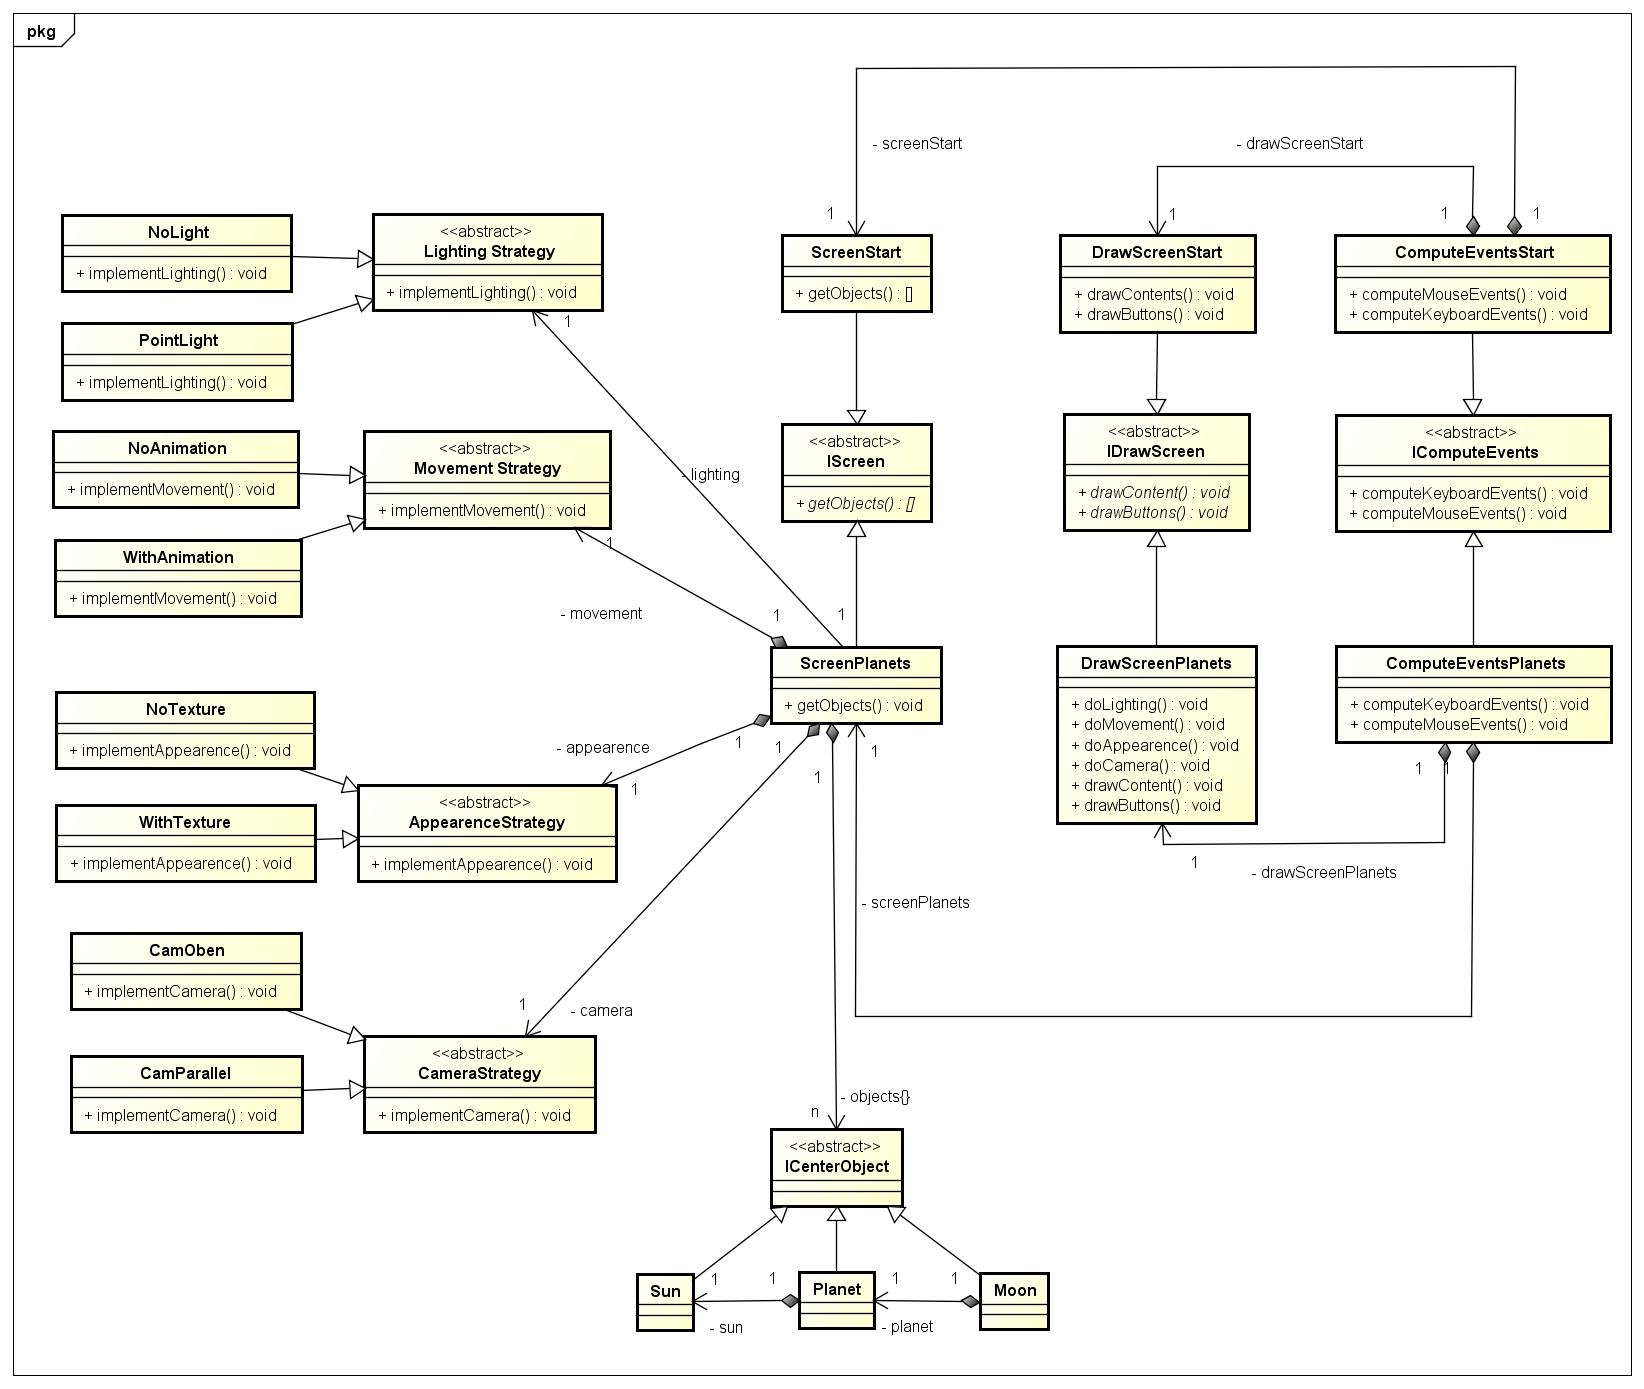 pkg
- screenStart
- drawScreenStart
1
1
1
1
NoLight
+ implementLighting() : void
<<abstract>>
Lighting Strategy
+ implementLighting() : void
1
PointLight
+ implementLighting() : void
ScreenStart
+ getObjects() : []
DrawScreenStart
+ drawContents() : void
+ drawButtons() : void
ComputeEventsStart
+ computeMouseEvents() : void
+ computeKeyboardEvents() : void
NoAnimation
+ implementMovement() : void
<<abstract>>
Movement Strategy
+ implementMovement() : void
1
- lighting
WithAnimation
+ implementMovement() : void
<<abstract>>
IScreen
+ getObjects() : []
<<abstract>>
IDrawScreen
+ drawContent() : void
+ drawButtons() : void
<<abstract>>
IComputeEvents
+ computeKeyboardEvents() : void
+ computeMouseEvents() : void
- movement
1
1
ScreenPlanets
+ getObjects() : void
DrawScreenPlanets
+ doLighting() : void
+ doMovement() : void
+ doAppearence() : void
+ doCamera() : void
+ drawContent() : void
+ drawButtons() : void
ComputeEventsPlanets
+ computeKeyboardEvents() : void
+ computeMouseEvents() : void
NoTexture
+ implementAppearence() : void
- appearence
1
1
1
1
1
1
1
WithTexture
+ implementAppearence() : void
<<abstract>>
AppearenceStrategy
+ implementAppearence() : void
1
- drawScreenPlanets
- screenPlanets
CamOben
+ implementCamera() : void
1
- camera
CamParallel
+ implementCamera() : void
<<abstract>>
CameraStrategy
+ implementCamera() : void
- objects{}
n
<<abstract>>
ICenterObject
Sun
1
1
Planet
1
1
Moon
- sun
- planet